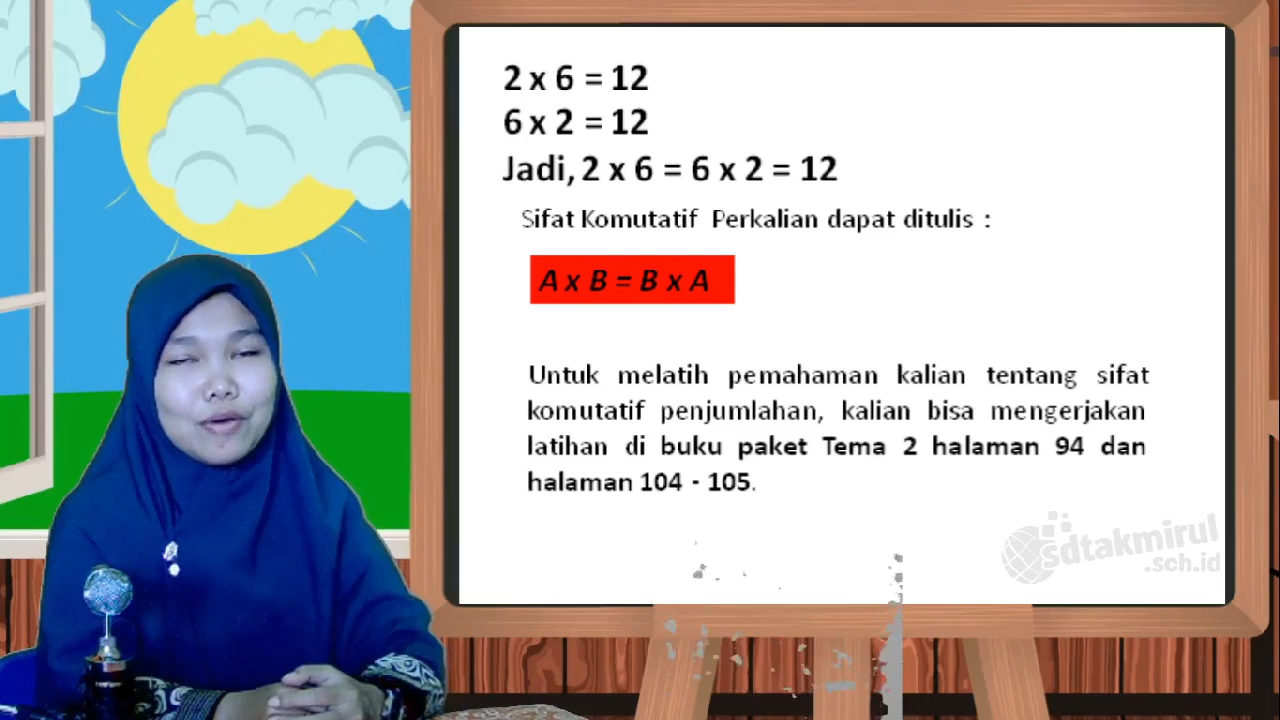 2 x 6 = 12
6 x 2 = 12
Jadi, 2 x 6 = 6 x 2 = 12
Sifat Komutatif Perkalian dapat ditulis :
A x B = B x A
Untuk melatih pemahaman kalian tentang sifat
komutatif penjumlahan, kalian bisa mengerjakan
latihan di buku paket Tema 2 halaman 94 dan
halaman 104 - 105.
sdtakmirul
.sch.id